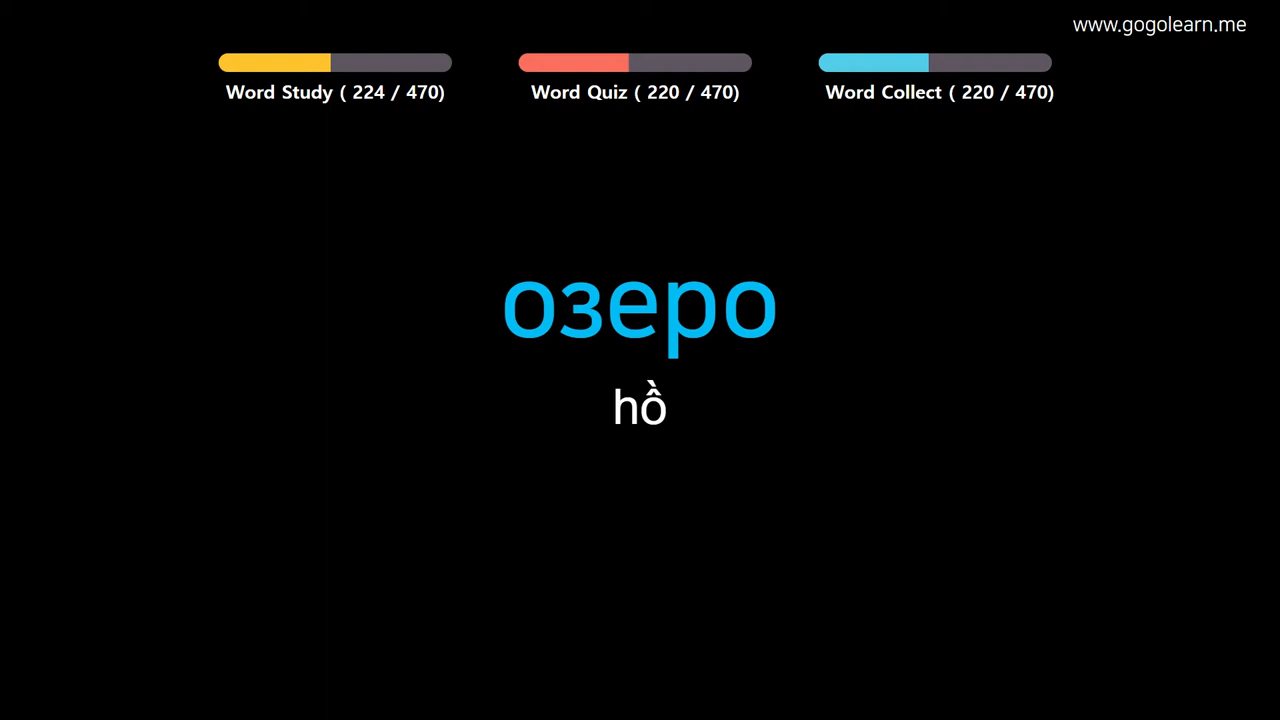 www.gogolearn.me
Word Study ( 224 / 470)
Word Quiz ( 220 / 470)
Word Collect ( 220 / 470)
озеро
hồ